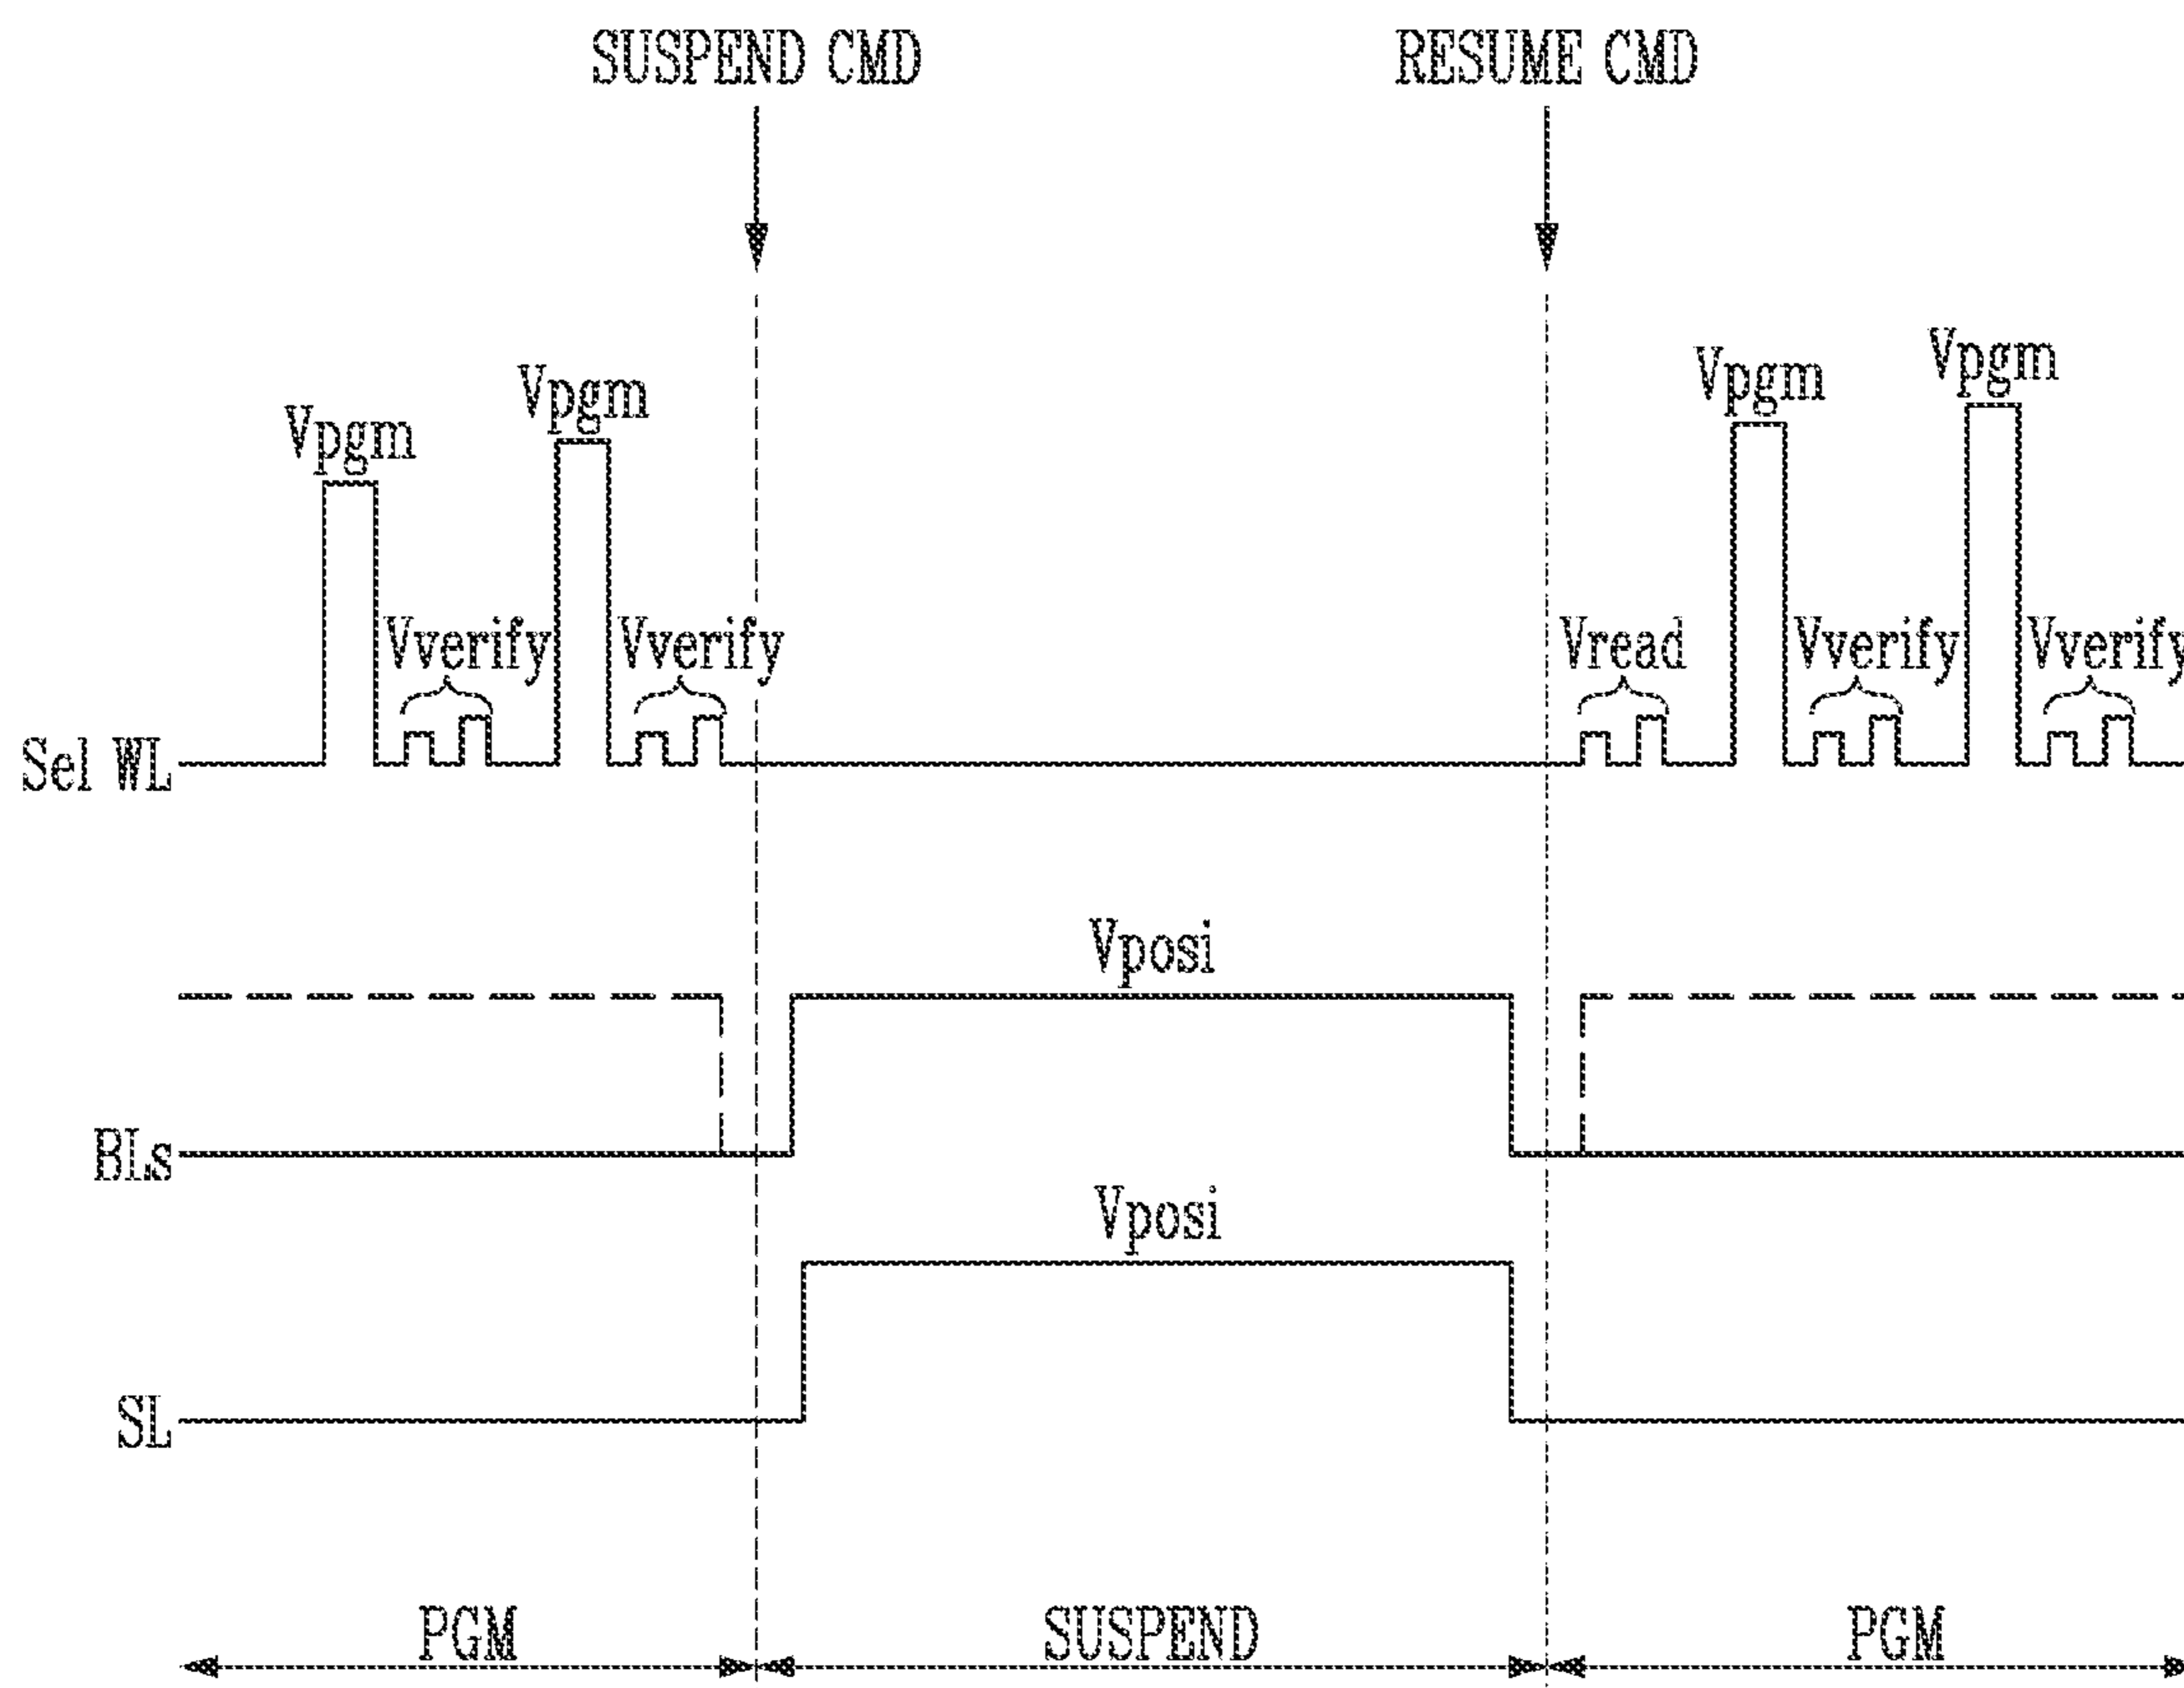 SUSPEND CMD RESUME CMD
Vpgm Vpgm Vpgm Vpgm
Vverify Vverify Vread Vverify Vverify
Sel WL
Vposi
BLs
Vposi
SL
PGM SUSPEND PGM